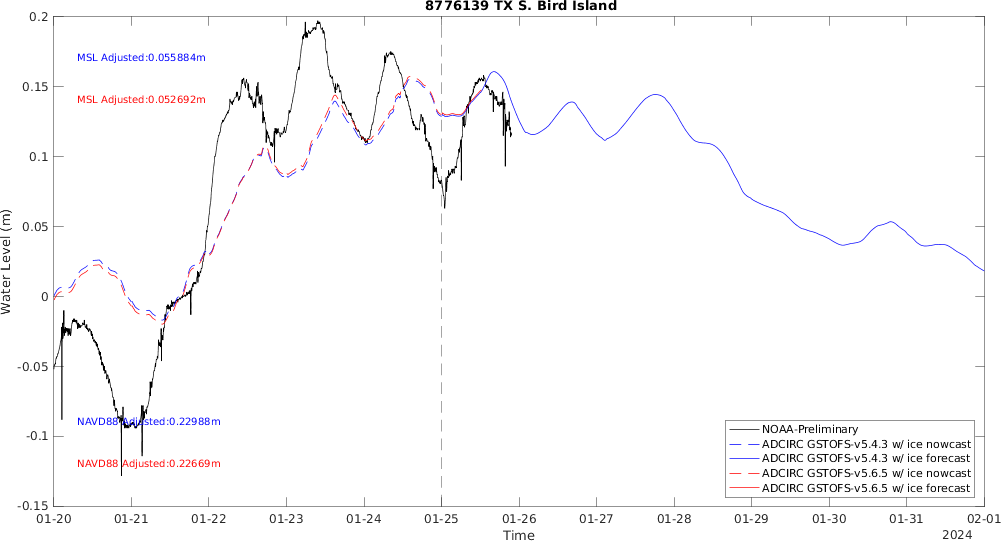 8776139 TX S. Bird Island
0.2
0.15
0.1
0.05
0
-0.05
-0.1
-0.15
Water Level (m)
MSL Adjusted:0.055884m
MSL Adjusted:0.052692m
NAVD88 Adjusted:0.22988m
NAVD88 Adjusted:0.22669m
NOAA-Preliminary
ADCIRC GSTOFS-v5.4.3 w/ ice nowcast
ADCIRC GSTOFS-v5.4.3 w/ ice forecast
ADCIRC GSTOFS-v5.6.5 w/ ice nowcast
ADCIRC GSTOFS-v5.6.5 w/ ice forecast
01-20 01-21 01-22 01-23 01-24 01-25 01-26 01-27 01-28 01-29 01-30 01-31 02-01
Time
2024